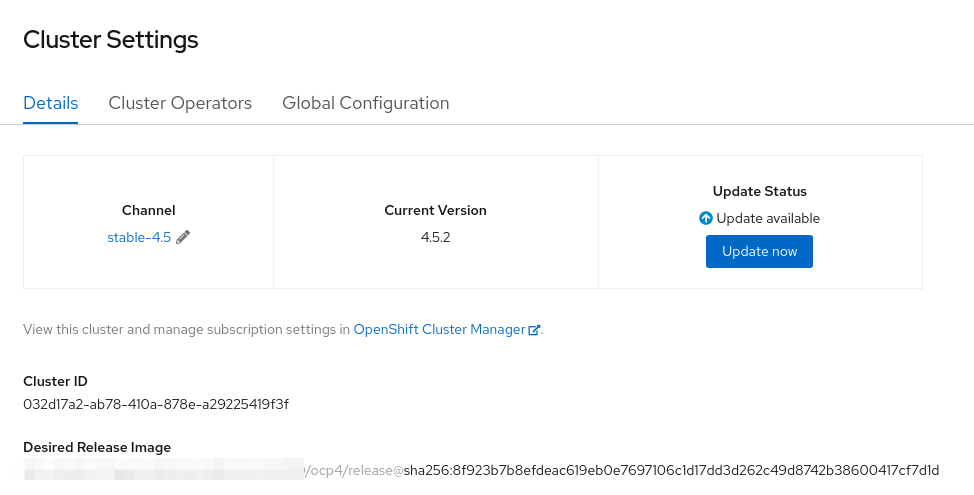 Cluster Settings
Details Cluster Operators Global Configuration
Channel
stable-4.5
Current Version
4.5.2
Update Status
Update available
Update now
View this cluster and manage subscription settings in OpenShift Cluster Manager.
Cluster ID
032d17a2-ab78-410a-878e-a29225419f3f
Desired Release Image
/ocp4/release@sha256:8f923b7b8efdeac619eb0e7697106c1d17dd3d262c49d8742b38600417cf7d1d